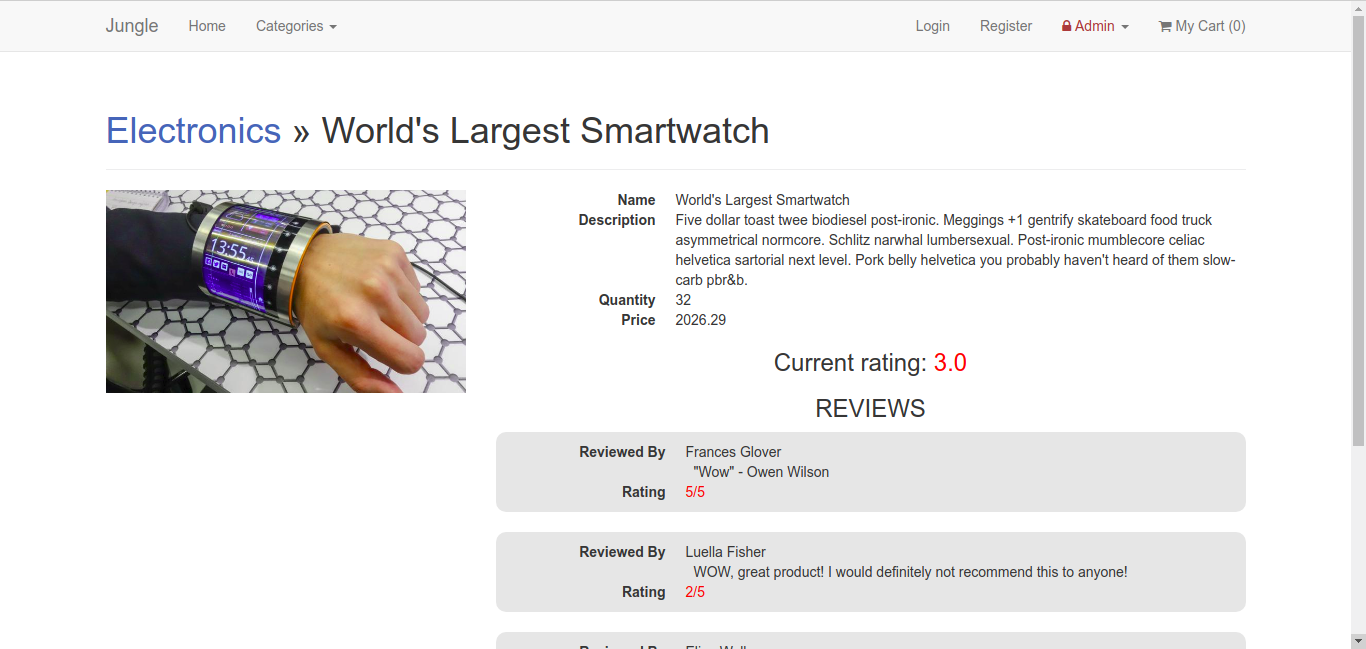 Jungle Home Categories Login Register Admin My Cart (0)
Electronics » World's Largest Smartwatch
13:55
Name World's Largest Smartwatch
Description Five dollar toast twee biodiesel post-ironic. Meggings +1 gentrify skateboard food truck
asymmetrical normcore. Schlitz narwhal lumbersexual. Post-ironic mumblecore celiac
helvetica sartorial next level. Pork belly helvetica you probably haven't heard of them slow-
carb pbr&b.
Quantity 32
Price 2026.29
Current rating: 3.0
REVIEWS
Reviewed By Frances Glover
"Wow" - Owen Wilson
Rating 5/5
Reviewed By Luella Fisher
WOW, great product! I would definitely not recommend this to anyone!
Rating 2/5
Reviewed By